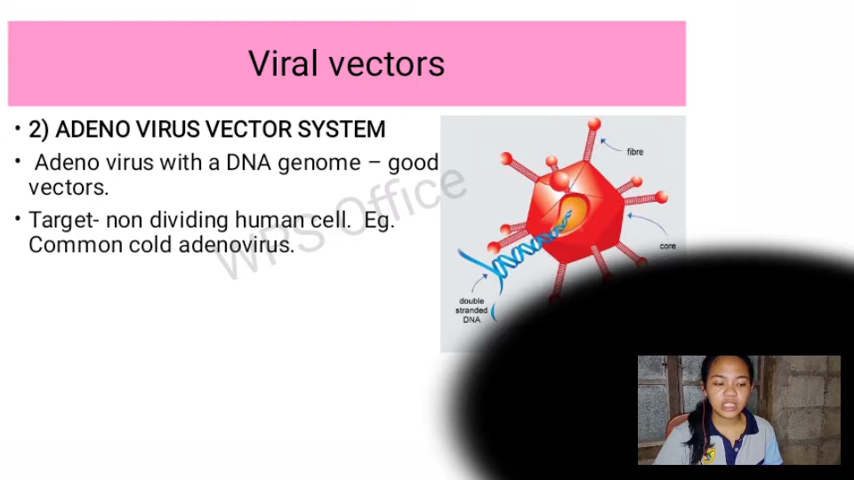 Viral vectors
• 2) ADENO VIRUS VECTOR SYSTEM
• Adeno virus with a DNA genome – good
vectors.
• Target- non dividing human cell. Eg.
Common cold adenovirus.
fibre
core
double
stranded
DNA
WPS Office